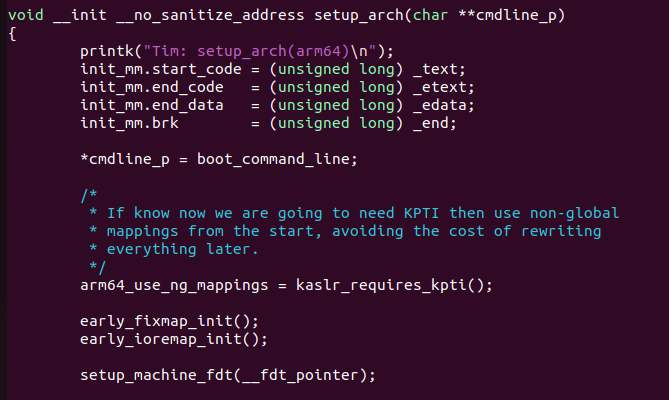 void __init __no_sanitize_address setup_arch(char **cmdline_p)
{
        printk("Tim: setup_arch(arm64)\n");
        init_mm.start_code = (unsigned long) _text;
        init_mm.end_code   = (unsigned long) _etext;
        init_mm.end_data   = (unsigned long) _edata;
        init_mm.brk        = (unsigned long) _end;

        *cmdline_p = boot_command_line;

        /*
         * If know now we are going to need KPTI then use non-global
         * mappings from the start, avoiding the cost of rewriting
         * everything later.
         */
        arm64_use_ng_mappings = kaslr_requires_kpti();

        early_fixmap_init();
        early_ioremap_init();

        setup_machine_fdt(__fdt_pointer);